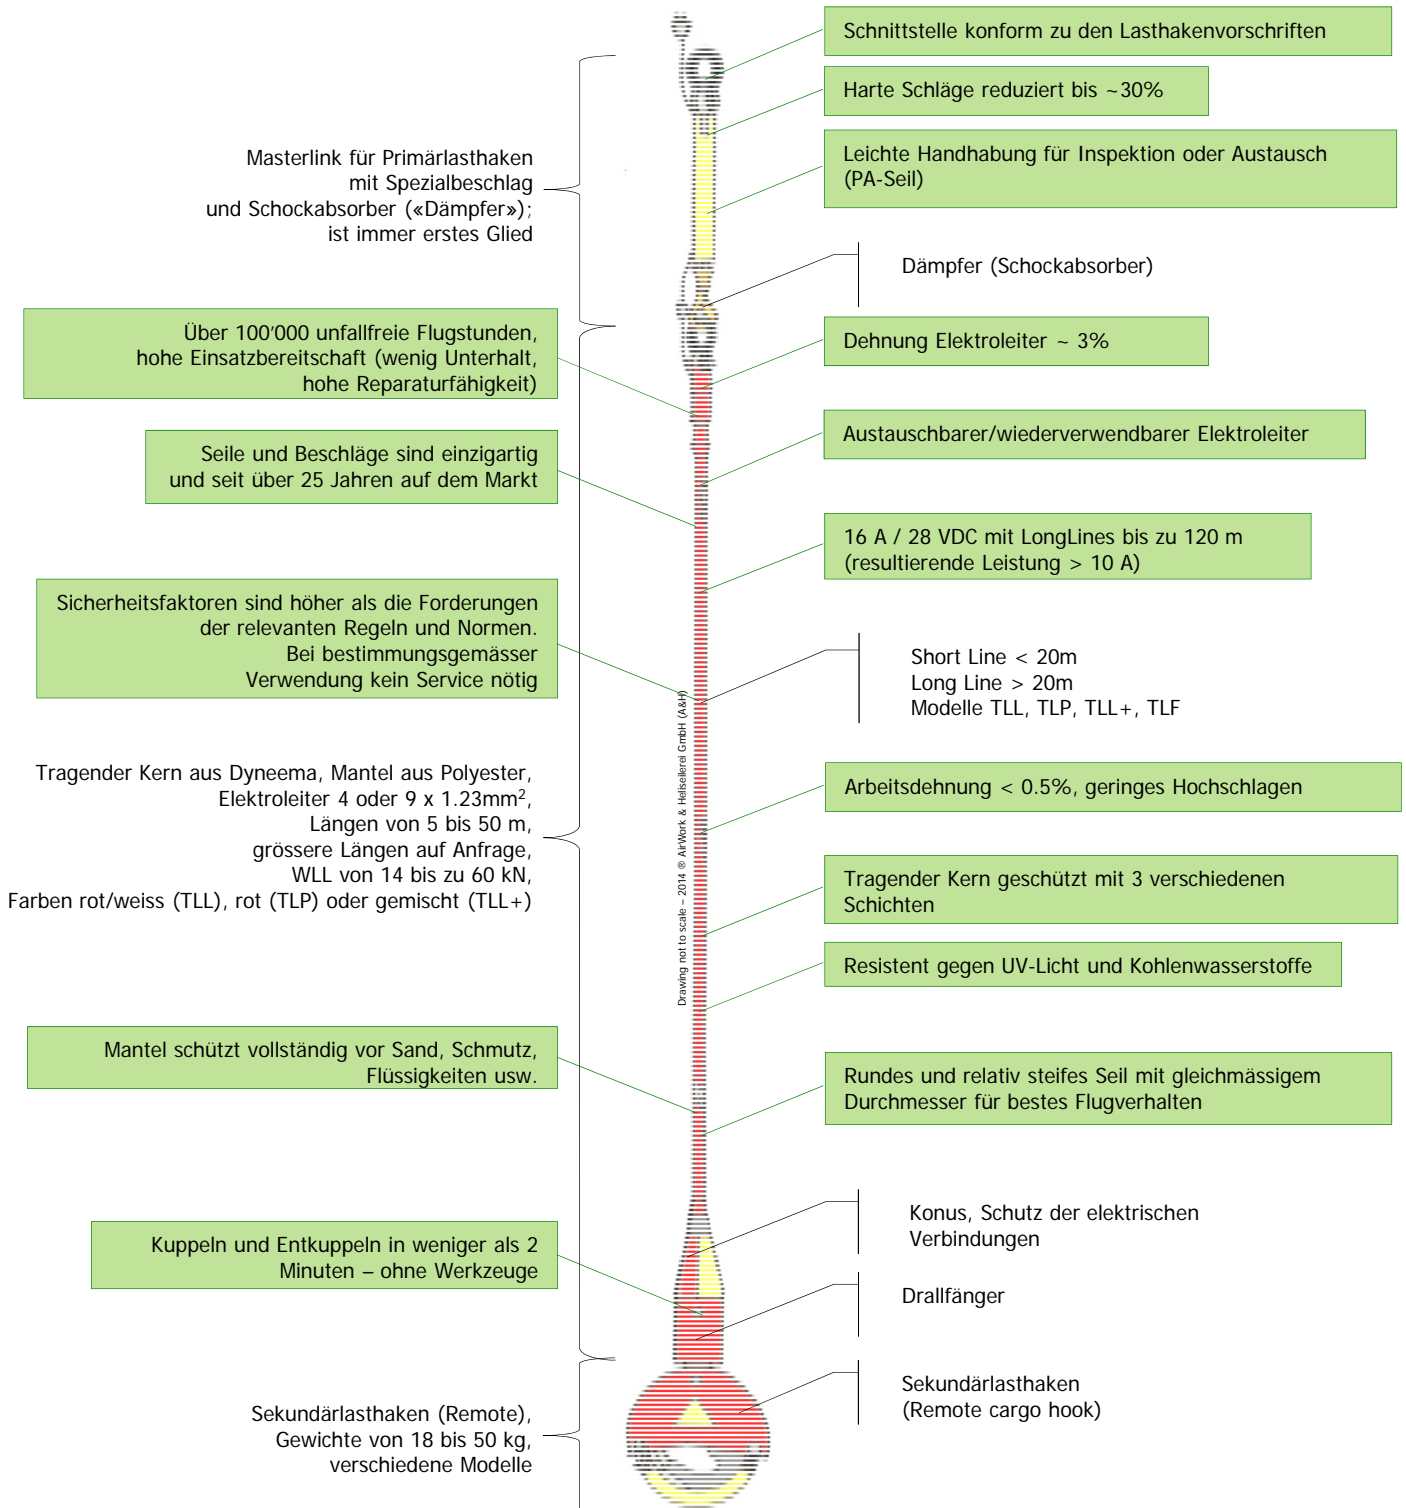 Schnittstelle konform zu den Lasthakenvorschriften
Harte Schläge reduziert bis ~30%
Leichte Handhabung für Inspektion oder Austausch
(PA-Seil)
Masterlink für Primärlasthaken
mit Spezialbeschlag
und Schockabsorber («Dämpfer»);
ist immer erstes Glied
Dämpfer (Schockabsorber)
Über 100’000 unfallfreie Flugstunden,
hohe Einsatzbereitschaft (wenig Unterhalt,
hohe Reparaturfähigkeit)
Dehnung Elektroleiter ~ 3%
Seile und Beschläge sind einzigartig
und seit über 25 Jahren auf dem Markt
Austauschbarer/wiederverwendbarer Elektroleiter
16 A / 28 VDC mit LongLines bis zu 120 m
(resultierende Leistung > 10 A)
Sicherheitsfaktoren sind höher als die Forderungen
der relevanten Regeln und Normen.
Bei bestimmungsgemässer
Verwendung kein Service nötig
Short Line < 20m
Long Line > 20m
Modelle TLL, TLP, TLL+, TLF
Drawing not to scale – 2014 ® AirWork & Heliseilerei GmbH (A&H)
Tragender Kern aus Dyneema, Mantel aus Polyester,
Elektroleiter 4 oder 9 x 1.23mm²,
Längen von 5 bis 50 m,
grössere Längen auf Anfrage,
WLL von 14 bis zu 60 kN,
Farben rot/weiss (TLL), rot (TLP) oder gemischt (TLL+)
Arbeitsdehnung < 0.5%, geringes Hochschlagen
Tragender Kern geschützt mit 3 verschiedenen
Schichten
Resistent gegen UV-Licht und Kohlenwasserstoffe
Mantel schützt vollständig vor Sand, Schmutz,
Flüssigkeiten usw.
Rundes und relativ steifes Seil mit gleichmässigem
Durchmesser für bestes Flugverhalten
Konus, Schutz der elektrischen
Verbindungen
Kuppeln und Entkuppeln in weniger als 2
Minuten – ohne Werkzeuge
Drallfänger
Sekundärlasthaken
(Remote cargo hook)
Sekundärlasthaken (Remote),
Gewichte von 18 bis 50 kg,
verschiedene Modelle